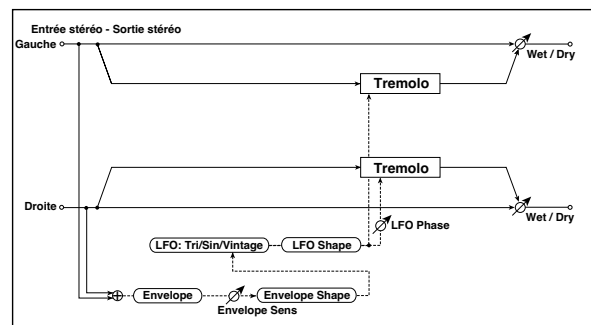 Entrée stéréo - Sortie stéréo
Gauche
Wet / Dry
Tremolo
Tremolo
Droite
Wet / Dry
LFO Phase
LFO: Tri/Sin/Vintage
LFO Shape
Envelope
Envelope Sens
Envelope Shape